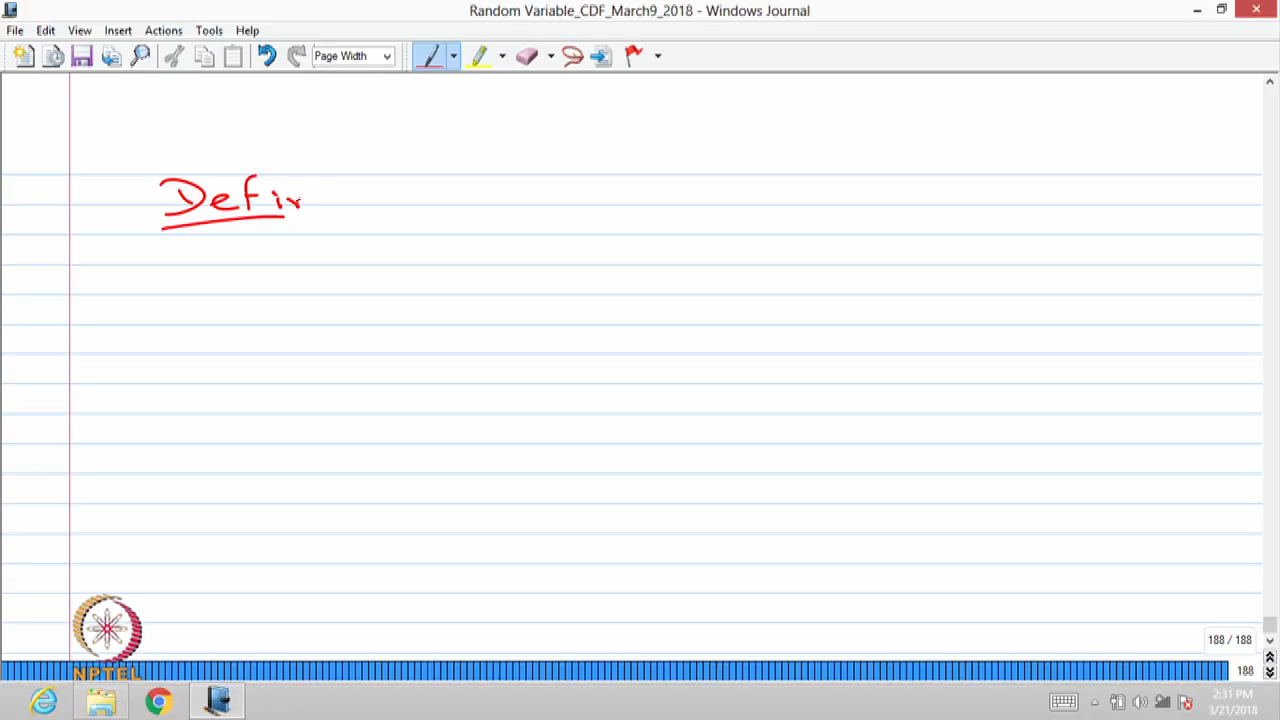 Random Variable_CDF_March9_2018 - Windows Journal
File Edit View Insert Actions Tools Help
Page Width
Defin
188 / 188
188
NPTEL
2:31 PM
3/21/2018